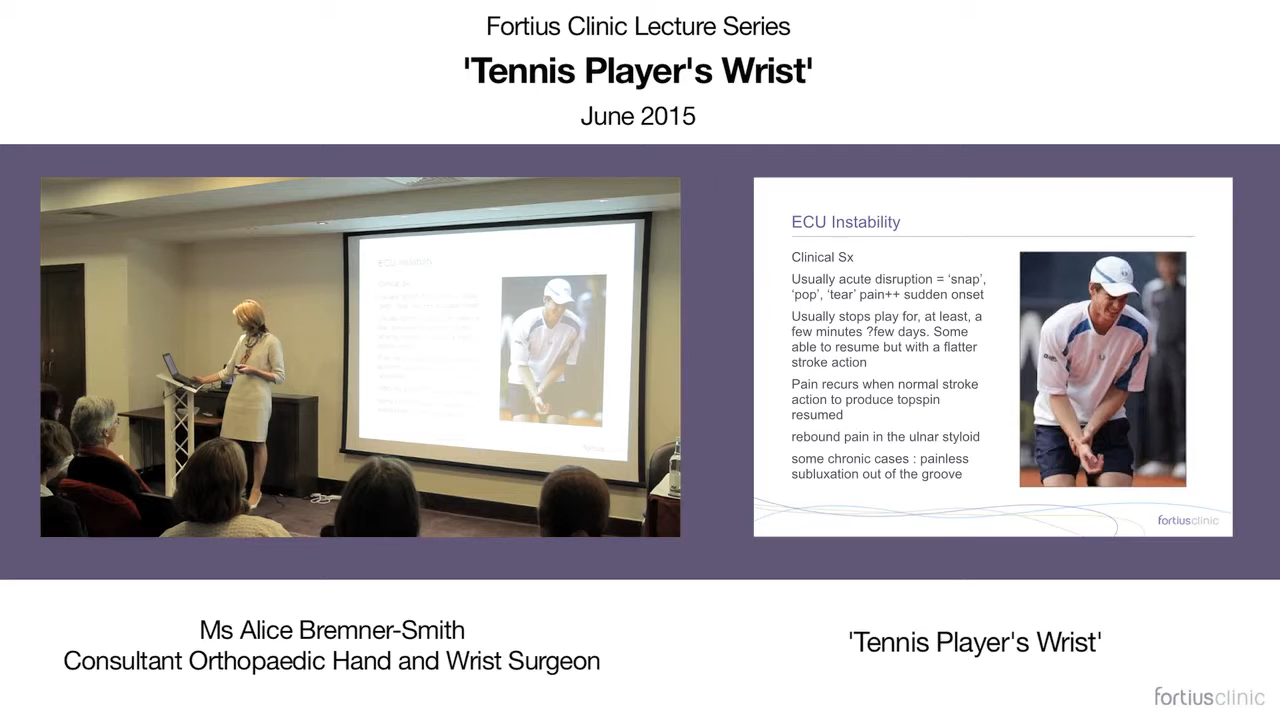 Fortius Clinic Lecture Series
'Tennis Player's Wrist'
June 2015
ECU Instability
Clinical Sx
Usually acute disruption = ‘snap’,
‘pop’, ‘tear’ pain++ sudden onset
Usually stops play for, at least, a
few minutes ?few days. Some
able to resume but with a flatter
stroke action
Pain recurs when normal stroke
action to produce topspin
resumed
rebound pain in the ulnar styloid
some chronic cases : painless
subluxation out of the groove
fortiusclinic
Ms Alice Bremner-Smith
Consultant Orthopaedic Hand and Wrist Surgeon
'Tennis Player's Wrist'
fortiusclinic